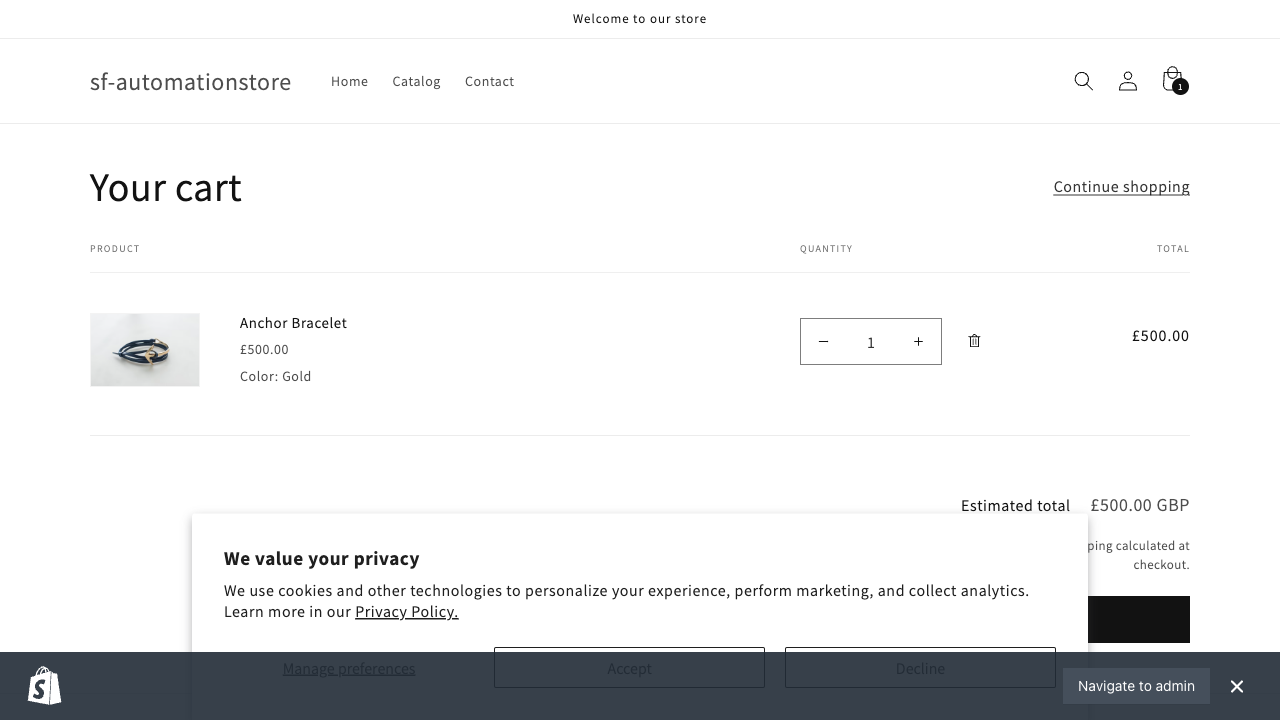 Welcome to our store
sf-automationstore
Home
Catalog
Contact
1
Your cart
Continue shopping
PRODUCT
QUANTITY
TOTAL
Anchor Bracelet
£500.00
Color: Gold
1
£500.00
Estimated total
£500.00 GBP
calculated at
checkout.
We value your privacy
We use cookies and other technologies to personalize your experience, perform marketing, and collect analytics.
Learn more in our Privacy Policy.
Manage preferences
Accept
Decline
Navigate to admin